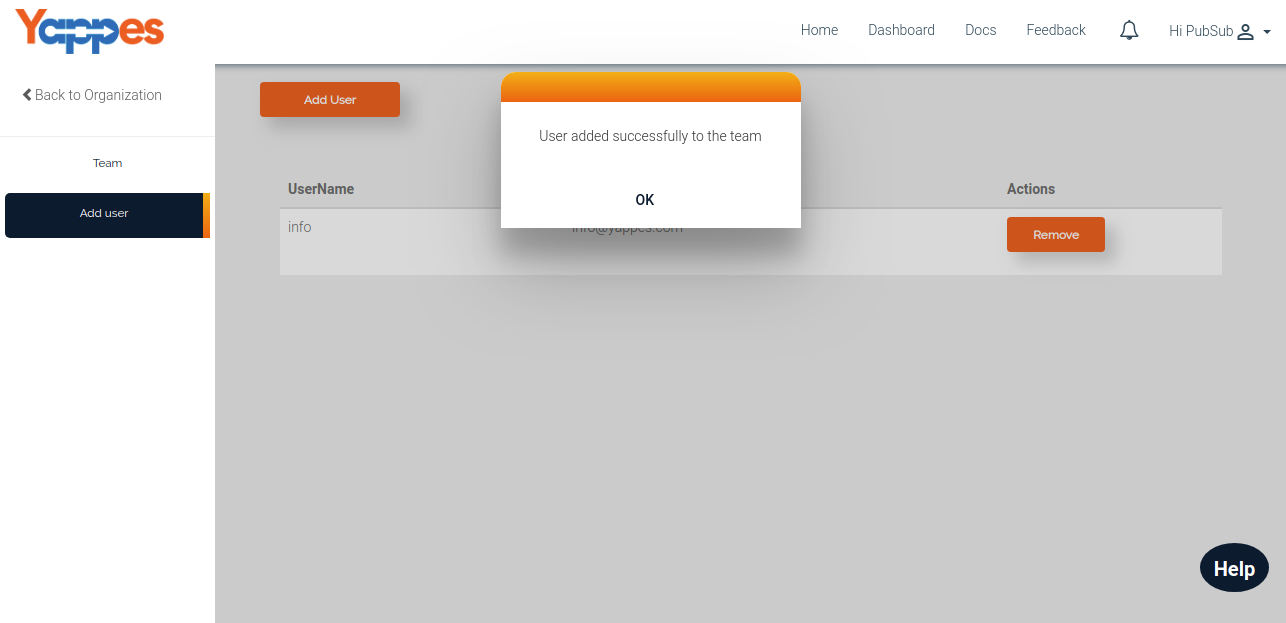 Yappes
Home Dashboard Docs Feedback Hi PubSub
Back to Organization
Team
Add user
Add User
User added successfully to the team
OK
UserName Actions
info info@yappes.com Remove
Help